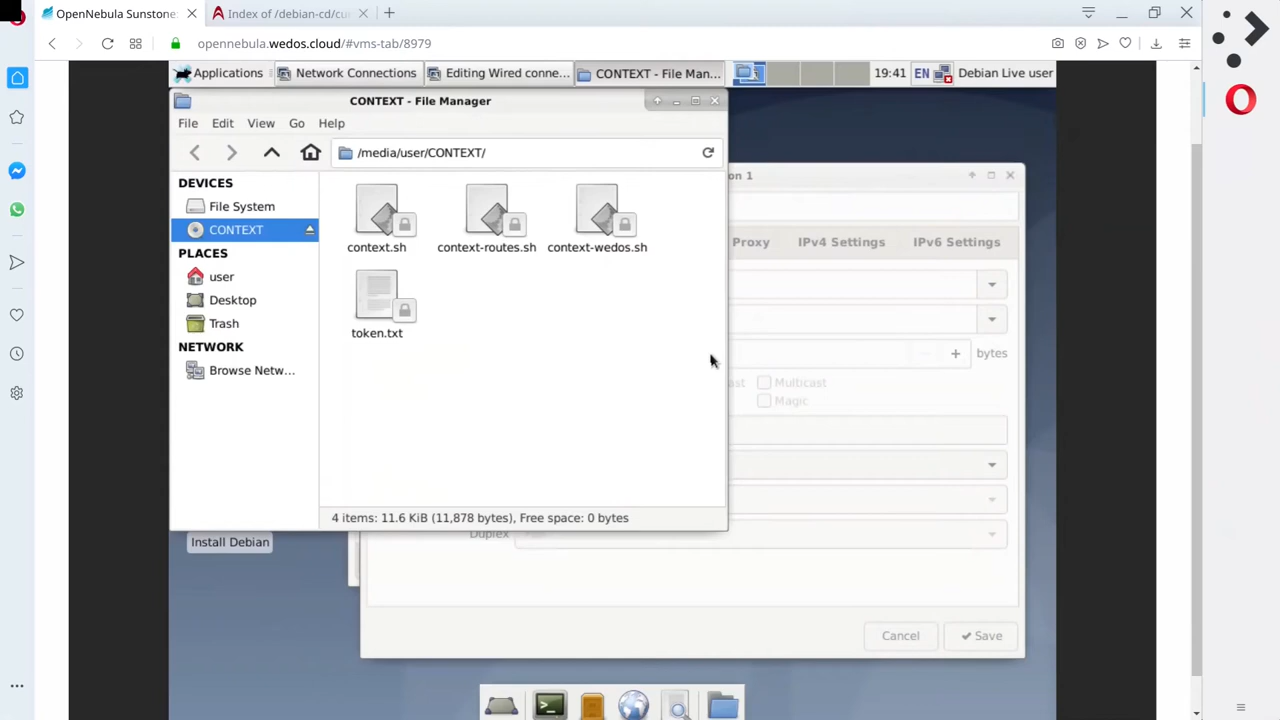 OpenNebula Sunstone:
Index of /debian-cd/cu
opennebula.wedos.cloud/#vms-tab/8979
Applications
Network Connections
Editing Wired conne...
CONTEXT - File Man...
19:41
EN
Debian Live user
CONTEXT - File Manager
File
Edit
View
Go
Help
/media/user/CONTEXT/
DEVICES
File System
CONTEXT
PLACES
user
Desktop
Trash
NETWORK
Browse Netw...
context.sh
context-routes.sh
context-wedos.sh
token.txt
4 items: 11.6 KiB (11,878 bytes), Free space: 0 bytes
on 1
Proxy
IPv4 Settings
IPv6 Settings
bytes
ast
Multicast
Magic
Duplex
Install Debian
Cancel
Save